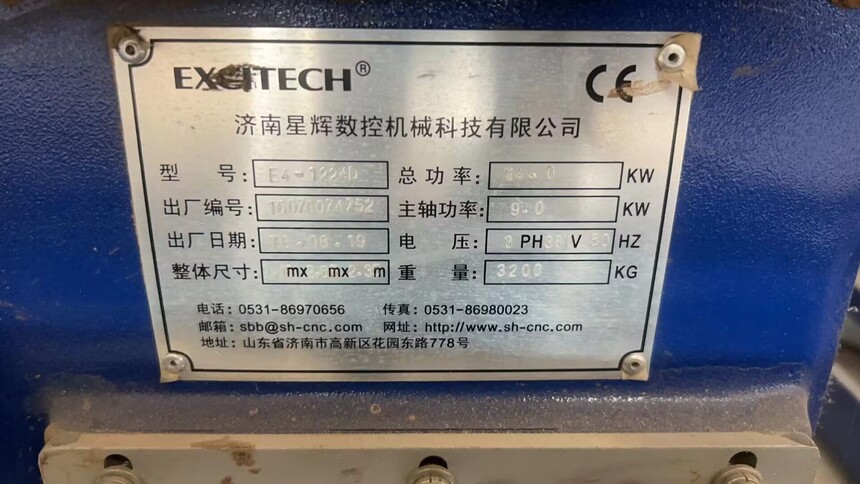 EXCITECH®
CE
济南星辉数控机械科技有限公司
型 号: E4-1224D 总功率: KW
出厂编号: 主轴功率: 9.0 KW
出厂日期: 电 压: 3 PH V 50 HZ
整体尺寸: mx mx m 重 量: 3200 KG
电话: 0531-86970656 传真: 0531-86980023
邮箱: sbb@sh-cnc.com 网址: http://www.sh-cnc.com
地址: 山东省济南市高新区花园东路778号